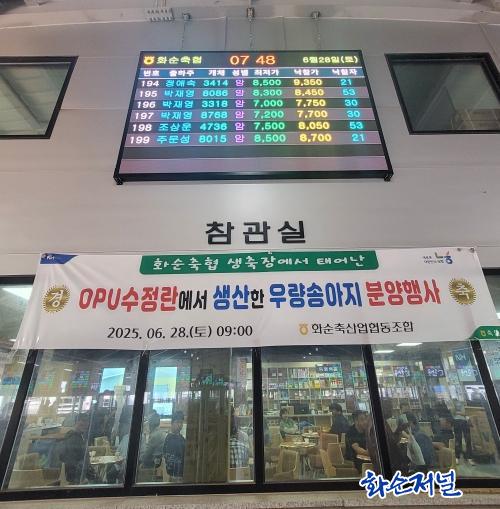 화순축협 07 48 6월28일(토)
번호 출하주 개체 성별 최저가 낙찰가 낙찰자
194 정애숙 3414 암 8,500 9,350 21
195 박재영 8086 암 8,300 8,450 53
196 박재영 3318 암 7,000 7,750 30
197 박재영 8768 암 7,200 7,700 30
198 조상문 4736 암 7,500 8,050 53
199 주문성 8015 암 8,500 8,700 21
참관실
화순축협 생축장에서 태어난
경 OPU수정란에서 생산한 우량송아지 분양행사 축
2025. 06. 28.(토) 09:00 화순축산업협동조합
화순저널